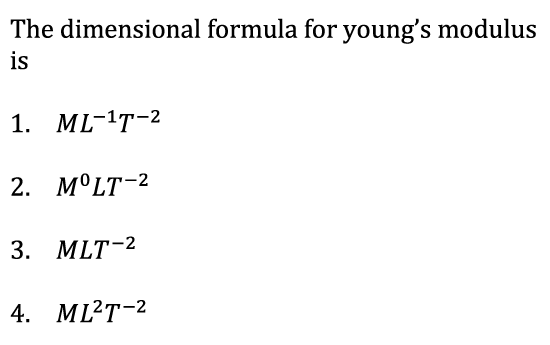 The dimensional formula for young's modulus
is
1. ML⁻¹T⁻²
2. M⁰LT⁻²
3. MLT⁻²
4. ML²T⁻²